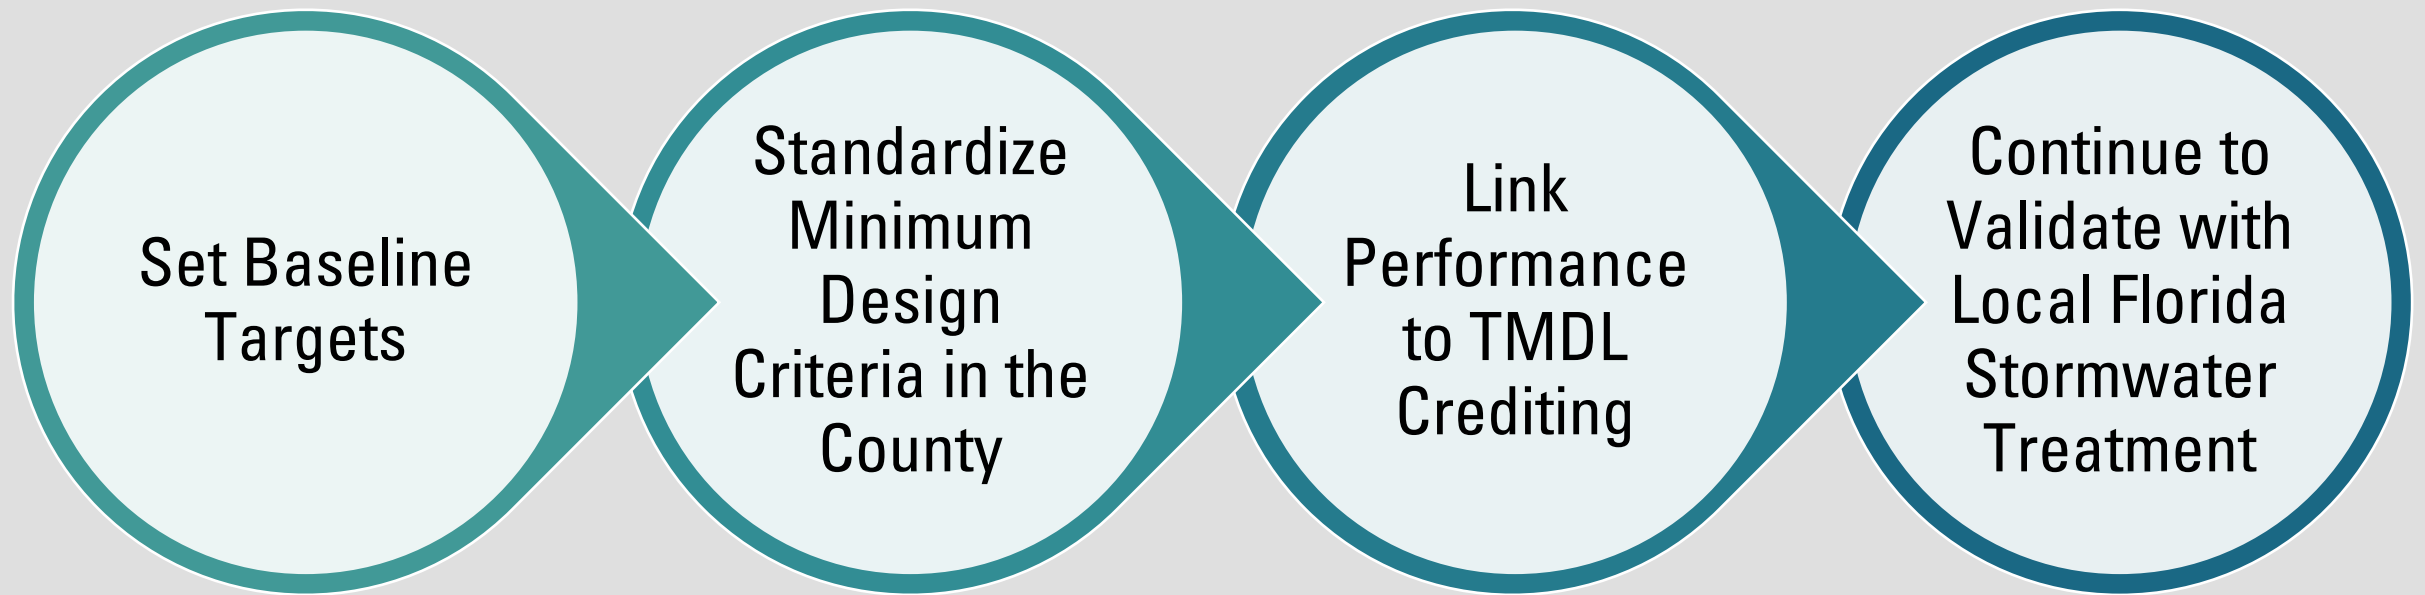 Set Baseline
Targets
Standardize
Minimum
Design
Criteria in the
County
Link
Performance
to TMDL
Crediting
Continue to
Validate with
Local Florida
Stormwater
Treatment